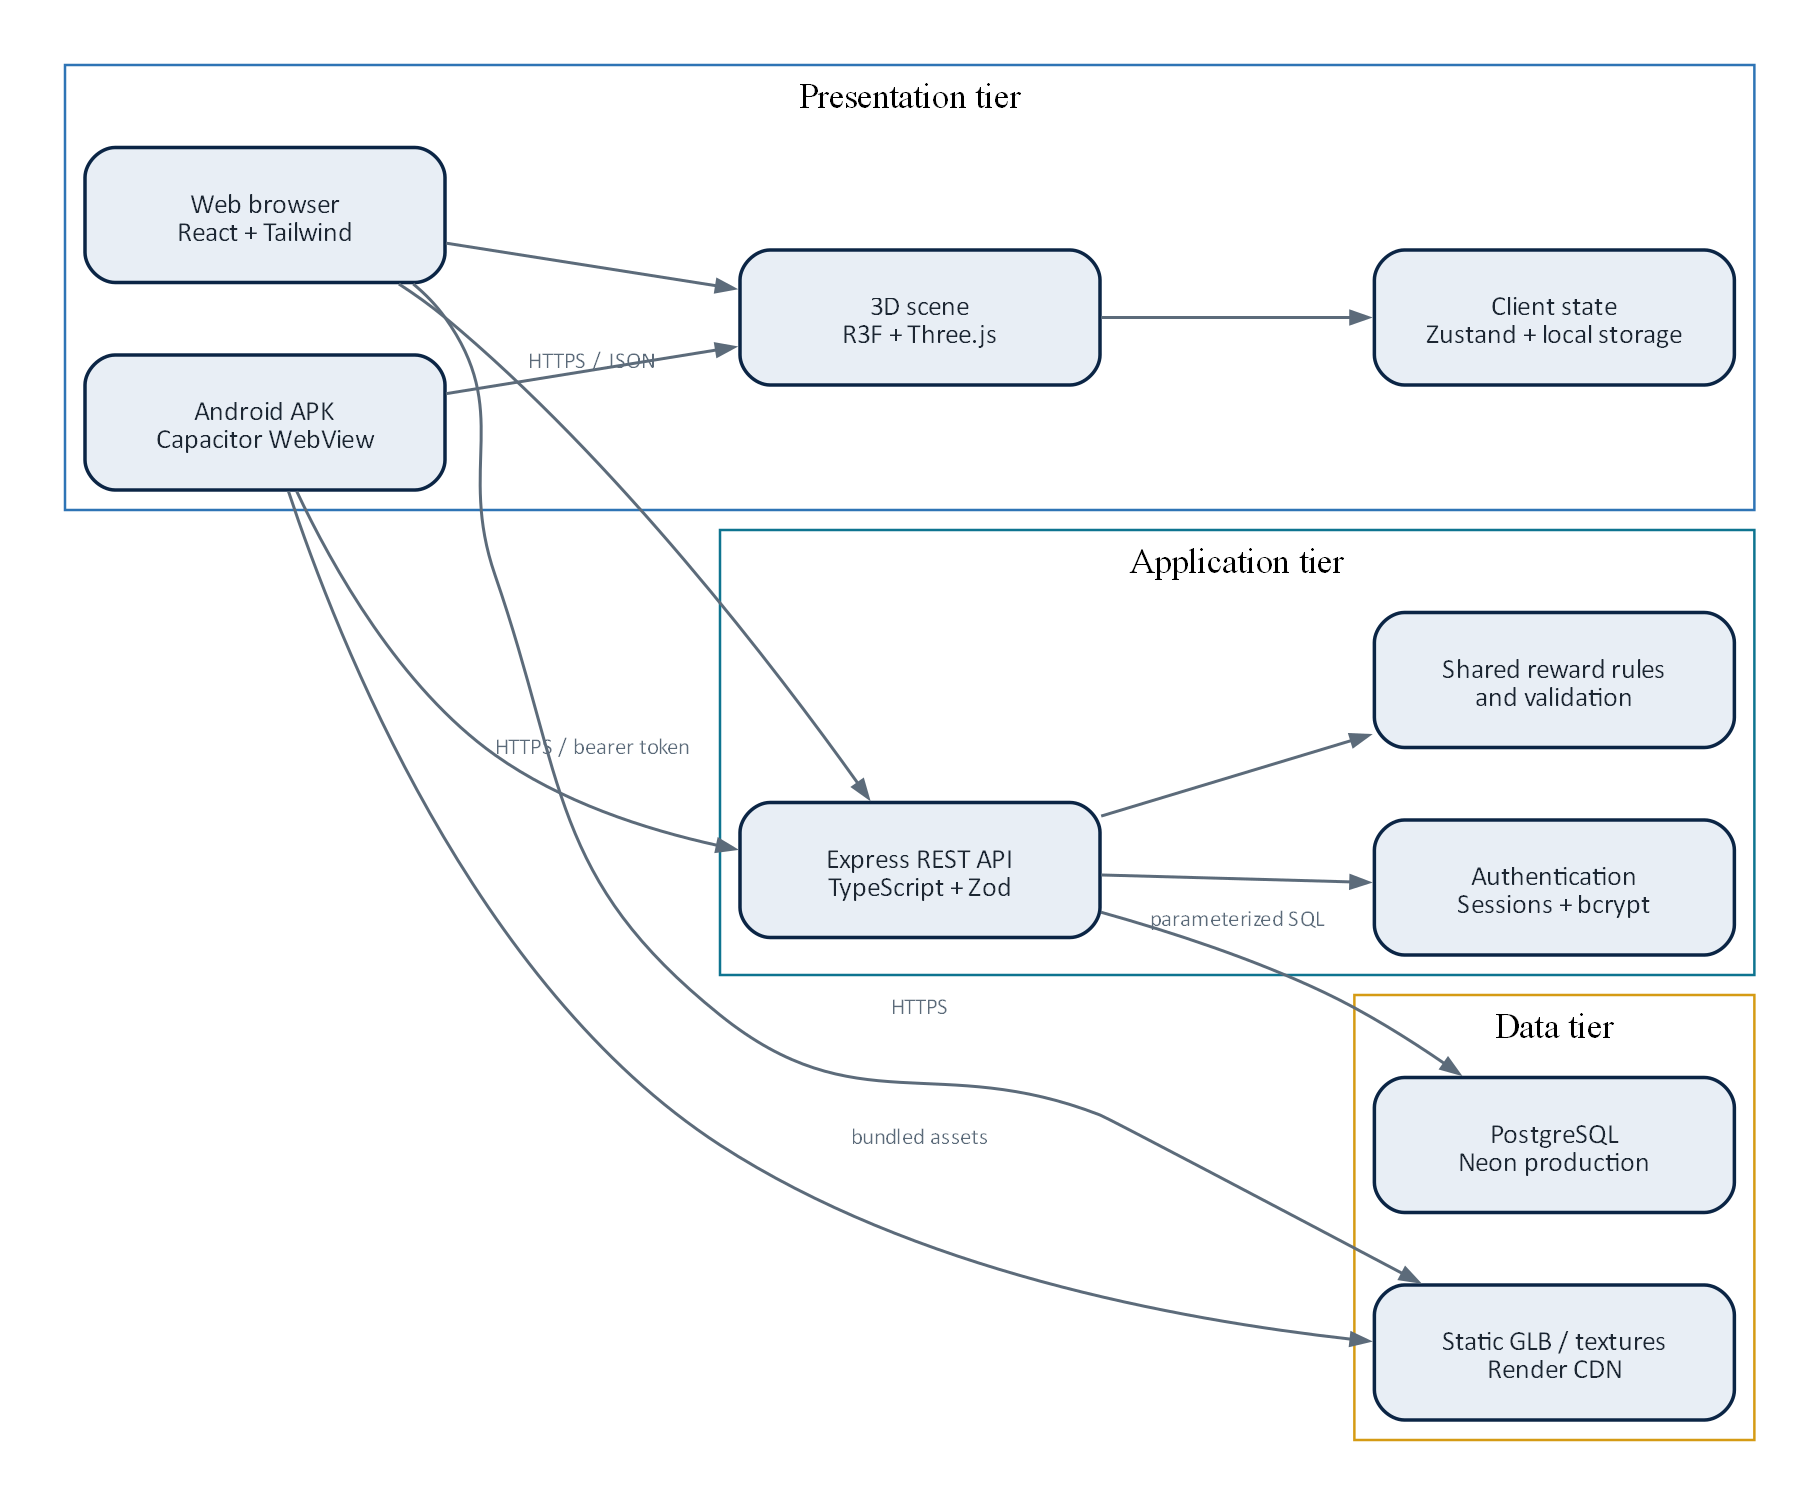 Presentation tier
Web browser
React + Tailwind
3D scene
R3F + Three.js
Client state
Zustand + local storage
HTTPS / JSON
Android APK
Capacitor WebView
Application tier
Shared reward rules
and validation
HTTPS / bearer token
Express REST API
TypeScript + Zod
Authentication
Sessions + bcrypt
parameterized SQL
HTTPS
Data tier
PostgreSQL
Neon production
bundled assets
Static GLB / textures
Render CDN